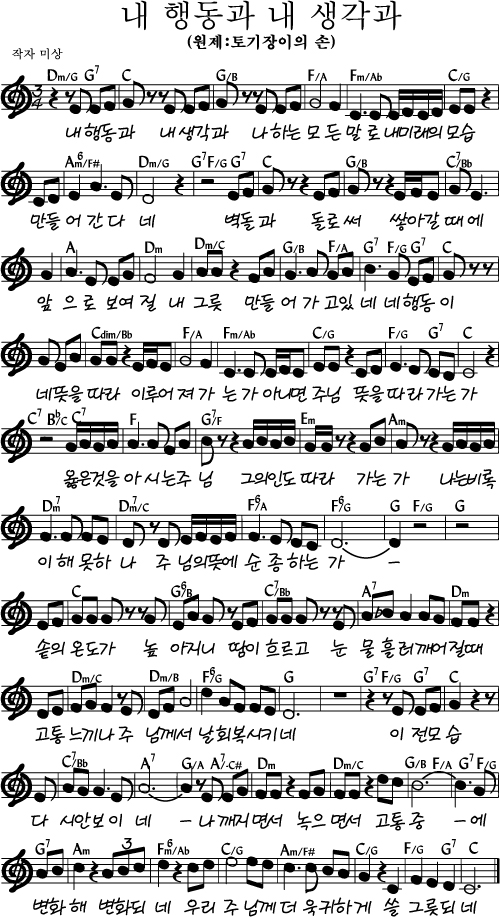 내 행동과 내 생각과
(원제:토기장이의 손)
작자 미상
Dm/G G7 C G/B F/A Fm/Ab C/G
내 행동과 내 생각과 나 하는 모 든 말 로 내미래의 모습
Am6/F# Dm/G G7 F/G G7 C G/B C7/Bb
만들 어 간 다 네 벽돌 과 돌로 써 쌓아갈 때 에
A Dm Dm/C G/B F/A G7 F/G G7 C
앞 으 로 보여 질 내 그릇 만들 어 가 고있 네 네 행동 이
Cdim/Bb F/A Fm/Ab C/G F/G G7 C
네뜻을 따라 이루어 져 가 는 가 아니면 주님 뜻을 따 라 가는 가
C7 Bb/C C7 F G7/F Em Am
옳은것을 아 시는주 님 그의인도 따라 가는 가 나는비록
Dm7 Dm7/C F6/A F6/G G F/G G
이 해 못하 나 주 님의뜻에 순 종 하는 가 -
C G6/B C7/Bb A7 Dm
솥의 온도가 높 아지니 땀이 흐르고 눈 물 흘러 깨어 질때
Dm/C Dm/B F6/G G G7 F/G G7 C
고통 느끼나 주 님께서 날회복시키 네 이 전모 습
C7/Bb A7 G/A A7-C# Dm Dm/C G/B F/A G7 F/G
다 시안보 이 네 - 나 깨지 면서 녹으 면서 고통 중 -에
G7 Am G7 Fm6/Ab C/G Am/F# C/G F/G G7 C
변화 해 변화되 네 우리 주 님께 더 욱귀하게 쓸 그릇되 네